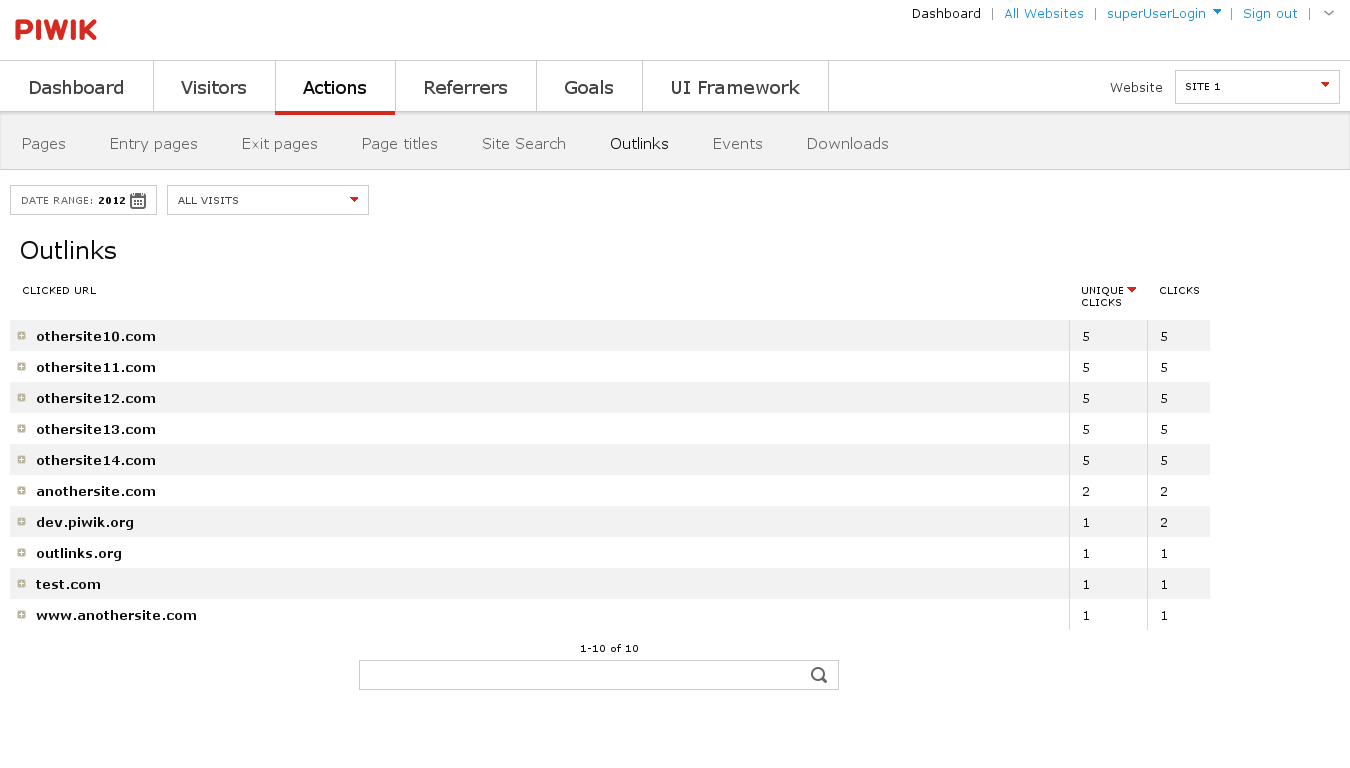 Dashboard | All Websites | superUserLogin | Sign out |
PIWIK
Dashboard Visitors Actions Referrers Goals UI Framework Website SITE 1
Pages Entry pages Exit pages Page titles Site Search Outlinks Events Downloads
DATE RANGE: 2012 ALL VISITS
Outlinks
CLICKED URL UNIQUE CLICKS CLICKS
othersite10.com 5 5
othersite11.com 5 5
othersite12.com 5 5
othersite13.com 5 5
othersite14.com 5 5
anothersite.com 2 2
dev.piwik.org 1 2
outlinks.org 1 1
test.com 1 1
www.anothersite.com 1 1
1-10 of 10